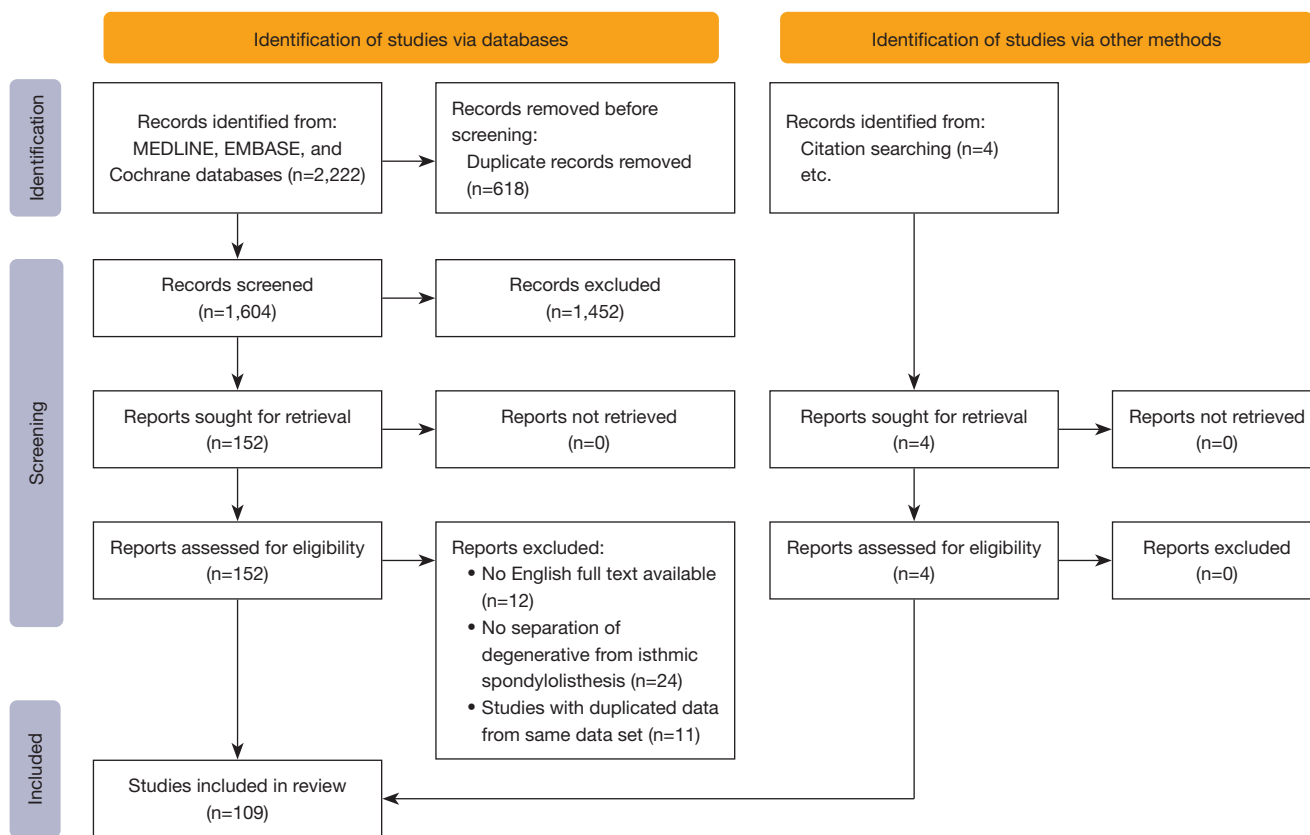 Identification of studies via databases
Identification of studies via other methods
Identification
Records identified from:
MEDLINE, EMBASE, and
Cochrane databases (n=2,222)
Records removed before
screening:
Duplicate records removed
(n=618)
Records identified from:
Citation searching (n=4)
etc.
Screening
Records screened
(n=1,604)
Records excluded
(n=1,452)
Reports sought for retrieval
(n=152)
Reports not retrieved
(n=0)
Reports sought for retrieval
(n=4)
Reports not retrieved
(n=0)
Reports assessed for eligibility
(n=152)
Reports excluded:
• No English full text available
(n=12)
• No separation of
degenerative from isthmic
spondylolisthesis (n=24)
• Studies with duplicated data
from same data set (n=11)
Reports assessed for eligibility
(n=4)
Reports excluded
(n=0)
Included
Studies included in review
(n=109)